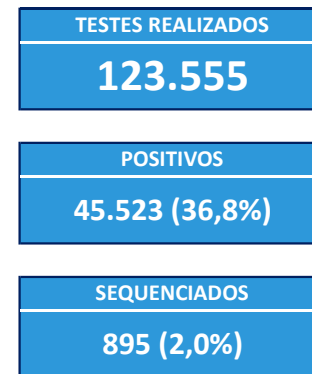 TESTES REALIZADOS
123.555
POSITIVOS
45.523 (36,8%)
SEQUENCIADOS
895 (2,0%)